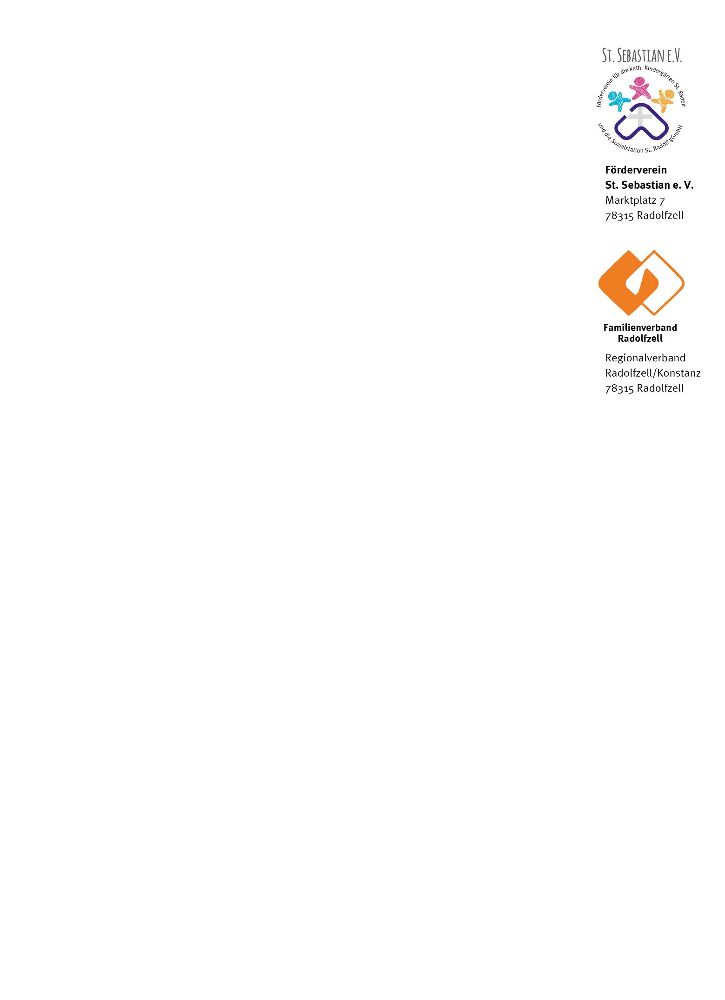 St. Sebastian e.V.
Förderverein für die kath. Kindergärten St. Radolt
und die Sozialstation St. Radolt gGmbH
Förderverein
St. Sebastian e. V.
Marktplatz 7
78315 Radolfzell
Familienverband
Radolfzell
Regionalverband
Radolfzell/Konstanz
78315 Radolfzell